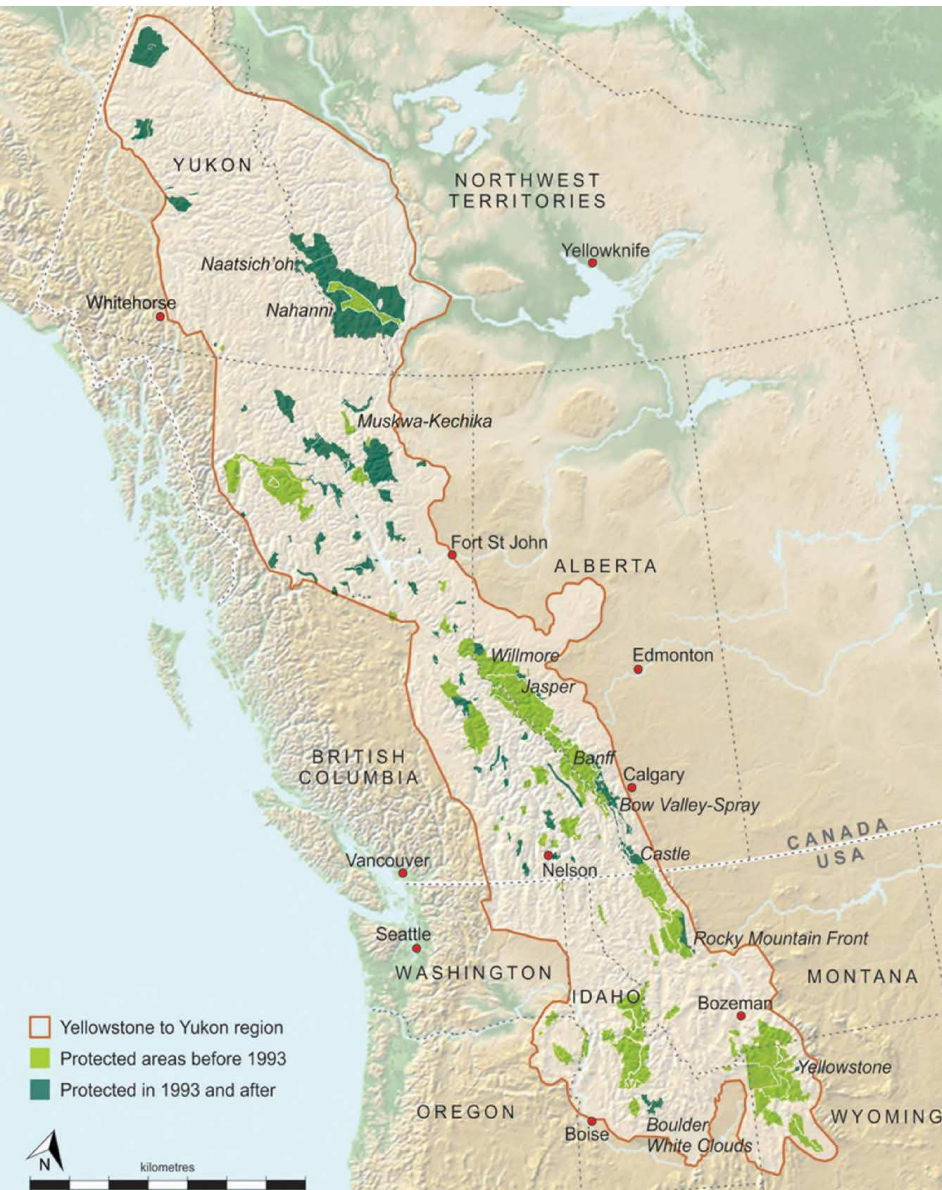 YUKON
NORTHWEST
TERRITORIES
Yellowknife
Naatsich'oh
Nahanni
Whitehorse
Muskwa-Kechika
Fort St John
ALBERTA
Willmore
Edmonton
Jasper
BRITISH
COLUMBIA
Banff
Calgary
Bow Valley-Spray
CANADA
USA
Castle
Vancouver
Nelson
Seattle
Rocky Mountain Front
WASHINGTON
MONTANA
IDAHO
Bozeman
Yellowstone to Yukon region
Protected areas before 1993
Yellowstone
Protected in 1993 and after
OREGON
WYOMING
Boulder
White Clouds
Boise
N
kilometres